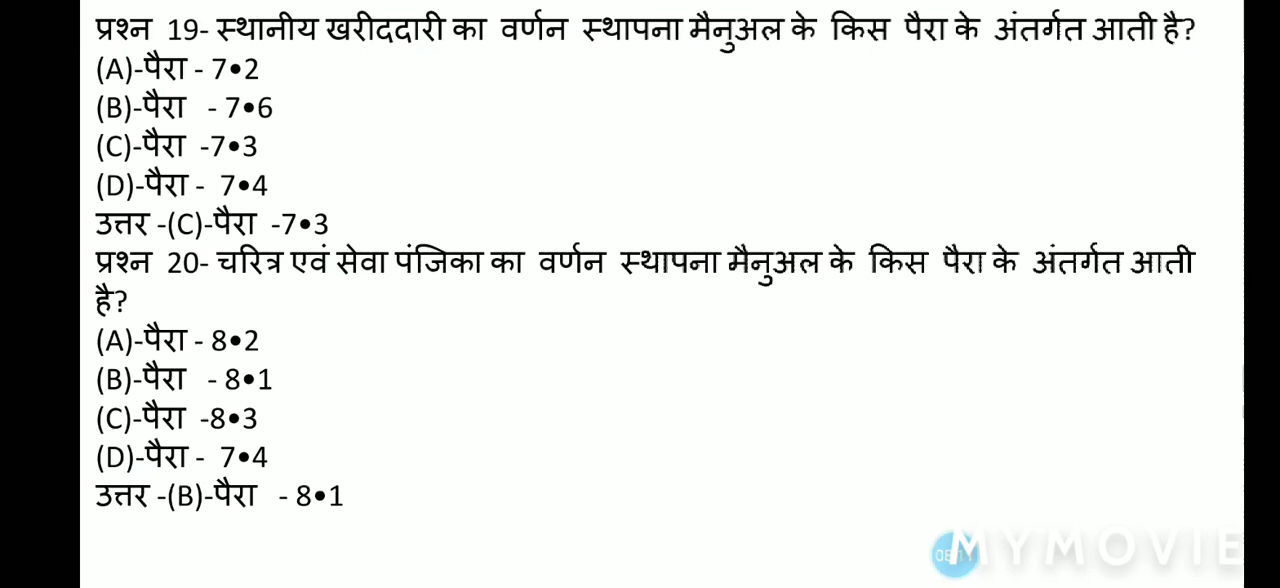 प्रश्न 19- स्थानीय खरीददारी का वर्णन स्थापना मैनुअल के किस पैरा के अंतर्गत आती है?
(A)-पैरा - 7•2
(B)-पैरा - 7•6
(C)-पैरा -7•3
(D)-पैरा - 7•4
उत्तर -(C)-पैरा -7•3
प्रश्न 20- चरित्र एवं सेवा पंजिका का वर्णन स्थापना मैनुअल के किस पैरा के अंतर्गत आती
है?
(A)-पैरा - 8•2
(B)-पैरा - 8•1
(C)-पैरा -8•3
(D)-पैरा - 7•4
उत्तर -(B)-पैरा - 8•1
MYMOVIE